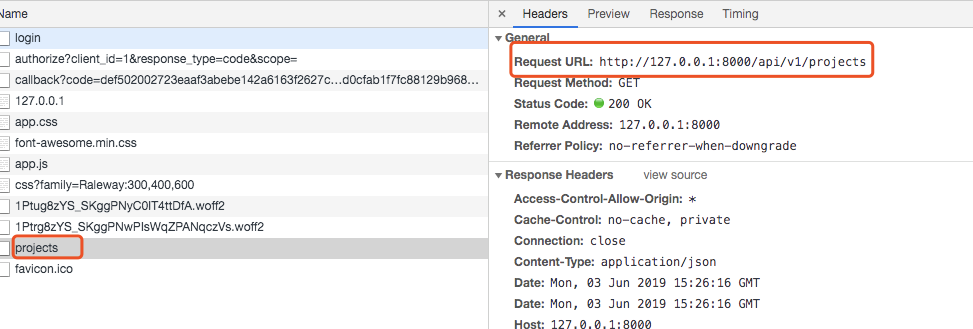 Name
login
authorize?client_id=1&response_type=code&scope=
callback?code=def502002723eaaf3abebe142a6163f2627c...d0cfab1f7fc88129b968...
127.0.0.1
app.css
font-awesome.min.css
app.js
css?family=Raleway:300,400,600
1Ptug8zYS_SKggPNyC0IT4ttDfA.woff2
1Ptrg8zYS_SKggPNwPIsWqZPANqczVs.woff2
projects
favicon.ico
× Headers Preview Response Timing
▼ General
Request URL: http://127.0.0.1:8000/api/v1/projects
Request Method: GET
Status Code: 200 OK
Remote Address: 127.0.0.1:8000
Referrer Policy: no-referrer-when-downgrade
▼ Response Headers view source
Access-Control-Allow-Origin: *
Cache-Control: no-cache, private
Connection: close
Content-Type: application/json
Date: Mon, 03 Jun 2019 15:26:16 GMT
Date: Mon, 03 Jun 2019 15:26:16 GMT
Host: 127.0.0.1:8000